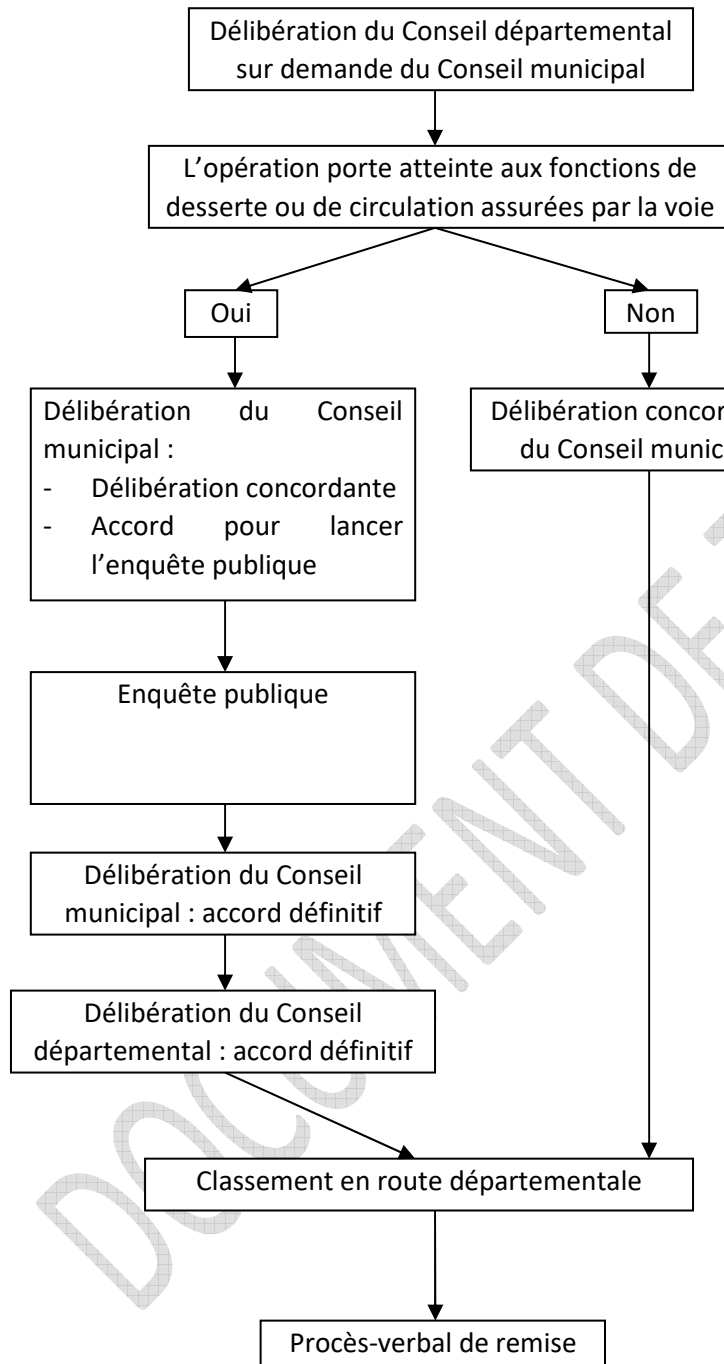 Délibération du Conseil départemental
sur demande du Conseil municipal
L’opération porte atteinte aux fonctions de
desserte ou de circulation assurées par la voie
Oui
Non
Délibération du Conseil
municipal :
- Délibération concordante
- Accord pour lancer
l’enquête publique
Délibération
du Conseil
Enquête publique
Délibération du Conseil
municipal : accord définitif
Délibération du Conseil
départemental : accord définitif
Classement en route départementale
Procès-verbal de remise
DOCUMENT DE